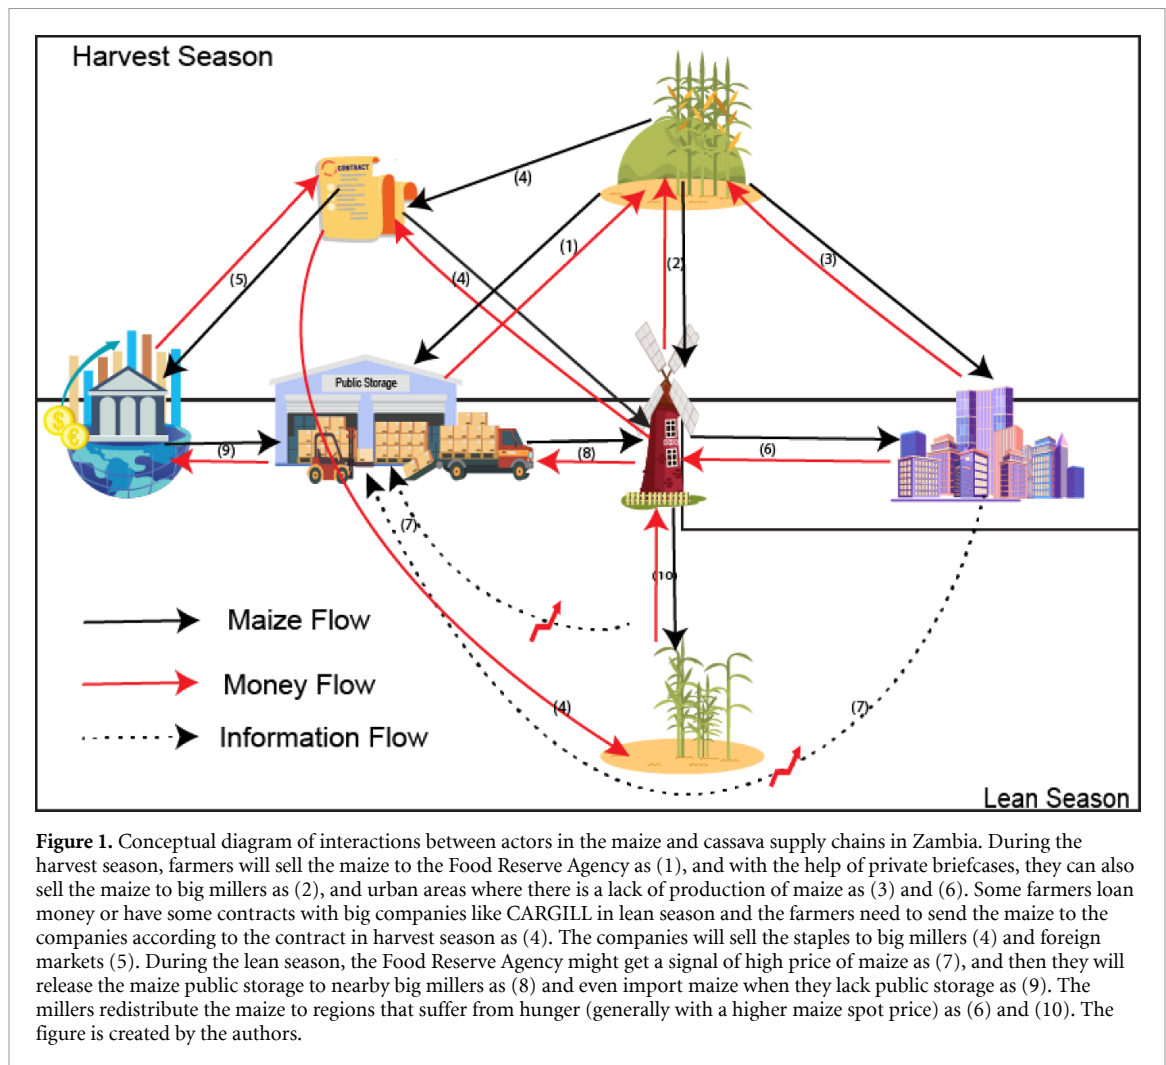 Harvest Season
CONTRACT
(4)
(1)
(2)
(3)
(5)
(4)
Public Storage
$
€
(9)
(8)
(6)
(7)
(10)
Maize Flow
Money Flow
(4)
(7)
Information Flow
Lean Season
Figure 1. Conceptual diagram of interactions between actors in the maize and cassava supply chains in Zambia. During the
harvest season, farmers will sell the maize to the Food Reserve Agency as (1), and with the help of private briefcases, they can also
sell the maize to big millers as (2), and urban areas where there is a lack of production of maize as (3) and (6). Some farmers loan
money or have some contracts with big companies like CARGILL in lean season and the farmers need to send the maize to the
companies according to the contract in harvest season as (4). The companies will sell the staples to big millers (4) and foreign
markets (5). During the lean season, the Food Reserve Agency might get a signal of high price of maize as (7), and then they will
release the maize public storage to nearby big millers as (8) and even import maize when they lack public storage as (9). The
millers redistribute the maize to regions that suffer from hunger (generally with a higher maize spot price) as (6) and (10). The
figure is created by the authors.